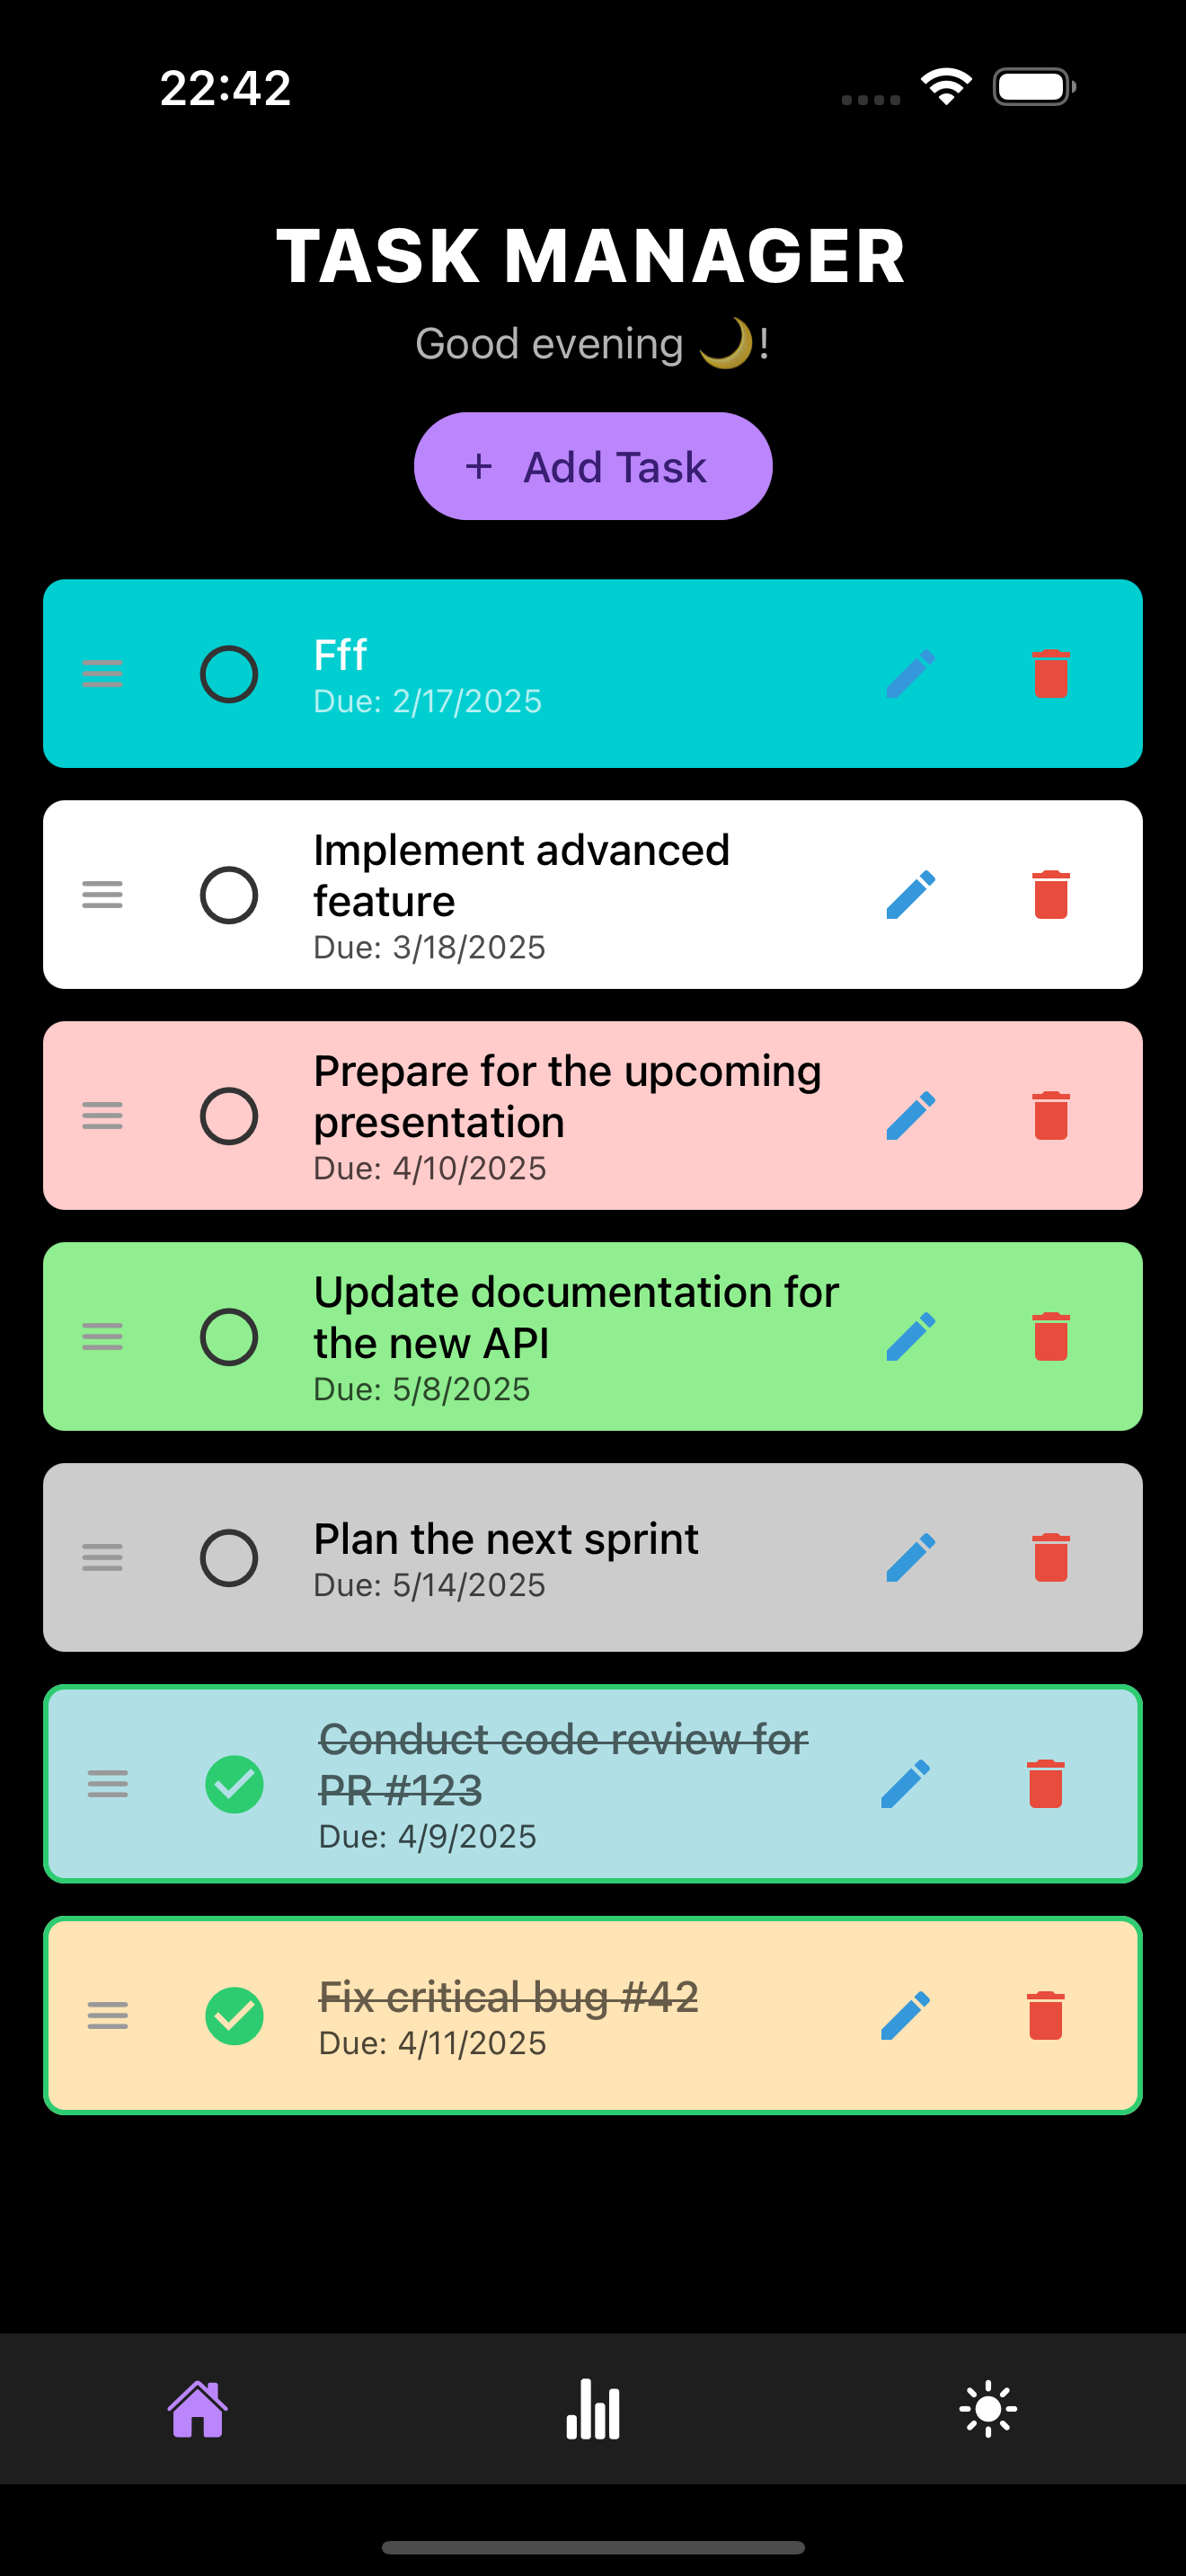 22:42
TASK MANAGER
Good evening 🌙!
+ Add Task
Fff
Due: 2/17/2025
Implement advanced
feature
Due: 3/18/2025
Prepare for the upcoming
presentation
Due: 4/10/2025
Update documentation for
the new API
Due: 5/8/2025
Plan the next sprint
Due: 5/14/2025
Conduct code review for
PR #123
Due: 4/9/2025
Fix critical bug #42
Due: 4/11/2025